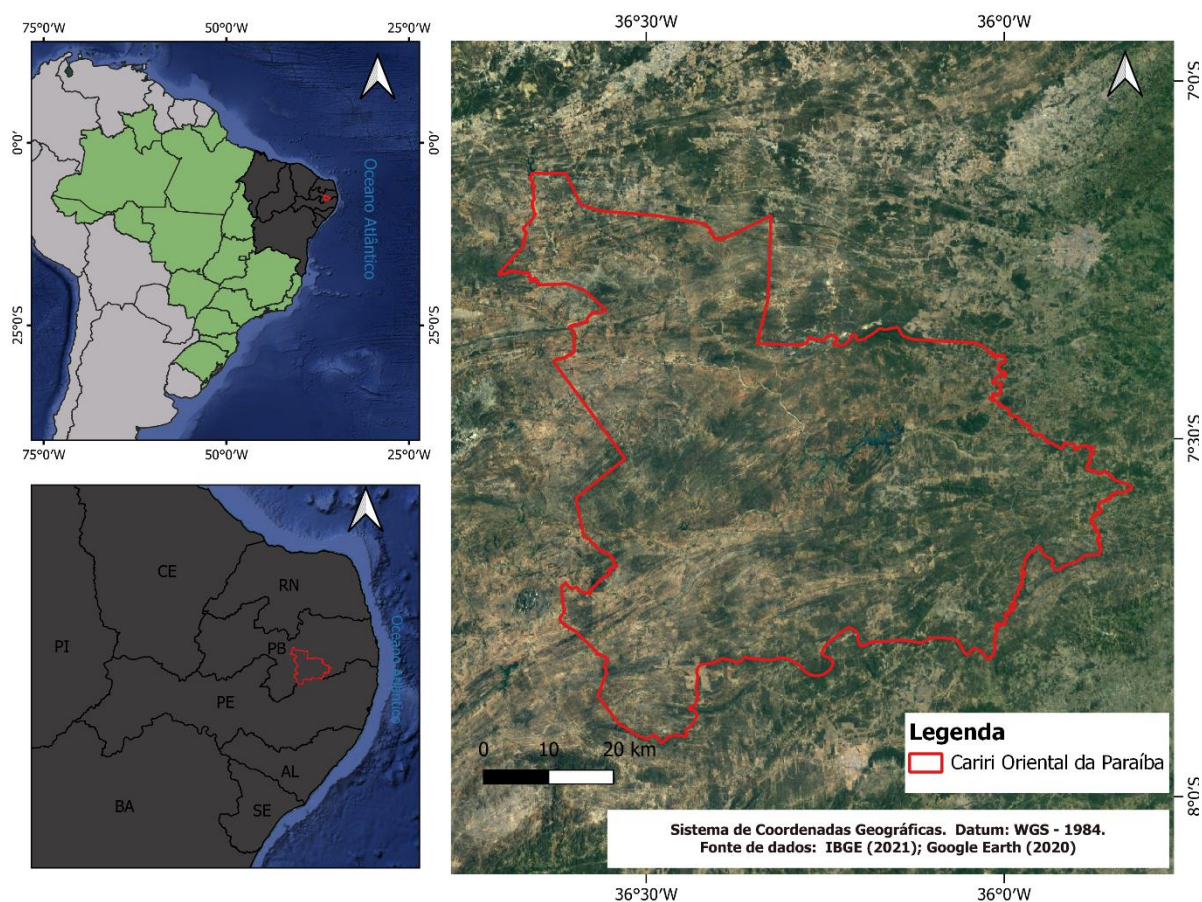 75°0'W 50°0'W 25°0'W
0°0' 0°0'
25°0'S 25°0'S
Oceano Atlântico
75°0'W 50°0'W 25°0'W
CE
RN
PI
PB
PE
AL
BA
SE
Oceano Atlântico
36°30'W 36°0'W
7°0'S
7°30'S
8°0'S
0 10 20 km
Legenda
Cariri Oriental da Paraíba
Sistema de Coordenadas Geográficas. Datum: WGS - 1984.
Fonte de dados: IBGE (2021); Google Earth (2020)
36°30'W 36°0'W